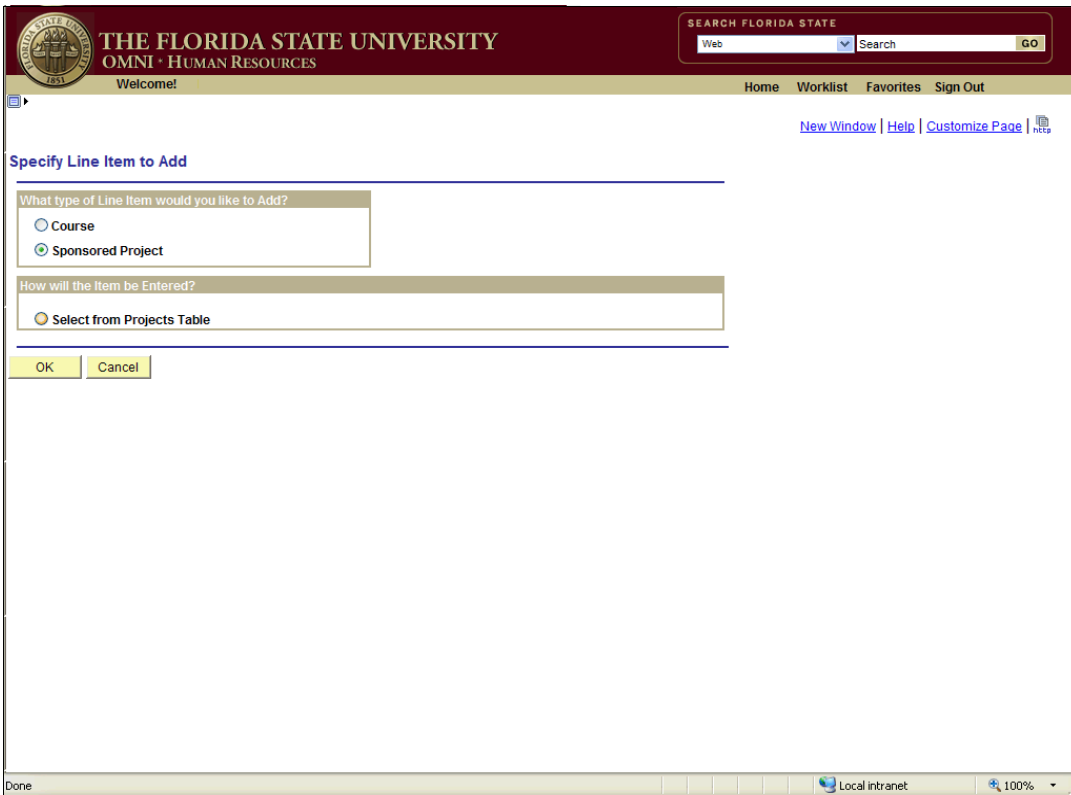 SEARCH FLORIDA STATE
THE FLORIDA STATE UNIVERSITY
Web Search GO
OMNI • HUMAN RESOURCES
1851
Welcome!
Home Worklist Favorites Sign Out
New Window | Help | Customize Page | http
Specify Line Item to Add
What type of Line Item would you like to Add?
Course
Sponsored Project
How will the Item be Entered?
Select from Projects Table
OK Cancel
Done Local intranet 100%